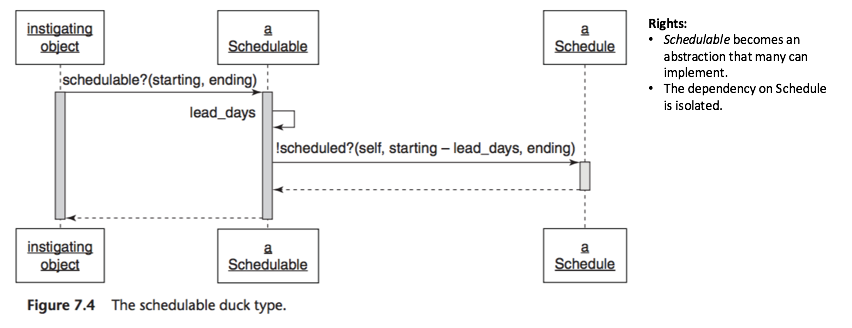 instigating
object
a
Schedulable
a
Schedule
Rights:
• Schedulable becomes an
abstraction that many can
implement.
• The dependency on Schedule
is isolated.
schedulable?(starting, ending)
lead_days
!scheduled?(self, starting – lead_days, ending)
instigating
object
a
Schedulable
a
Schedule
Figure 7.4 The schedulable duck type.